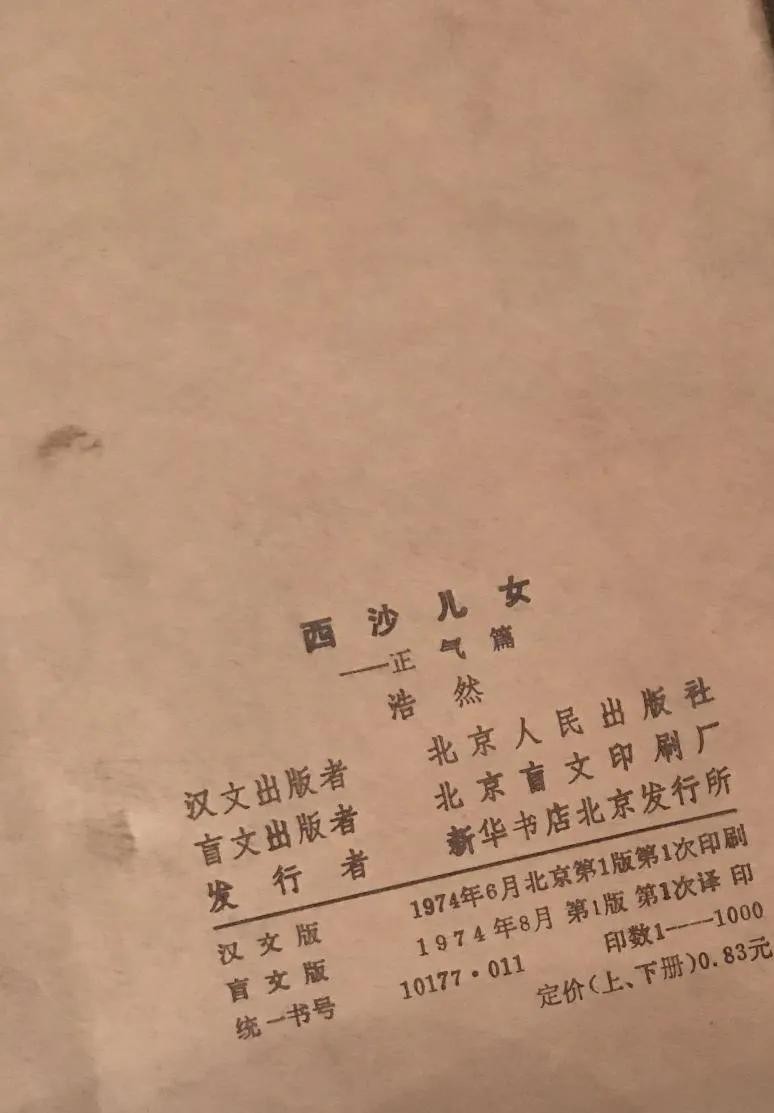 西沙儿女
——正气篇
浩然
汉文出版者 北京人民出版社
盲文出版者 北京盲文印刷厂
发行者 新华书店北京发行所
汉文版 1974年6月北京第1版第1次印刷
盲文版 1974年8月 第1版 第1次译印
统一书号 10177·011 印数1——1000
定价(上、下册)0.83元